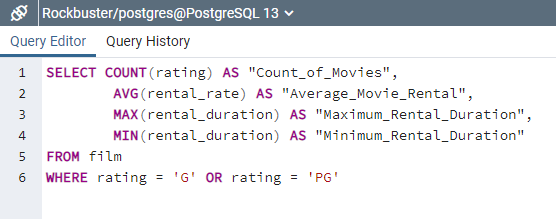 Rockbuster/postgres@PostgreSQL 13
Query Editor Query History
1 SELECT COUNT(rating) AS "Count_of_Movies",
2 AVG(rental_rate) AS "Average_Movie_Rental",
3 MAX(rental_duration) AS "Maximum_Rental_Duration",
4 MIN(rental_duration) AS "Minimum_Rental_Duration"
5 FROM film
6 WHERE rating = 'G' OR rating = 'PG'